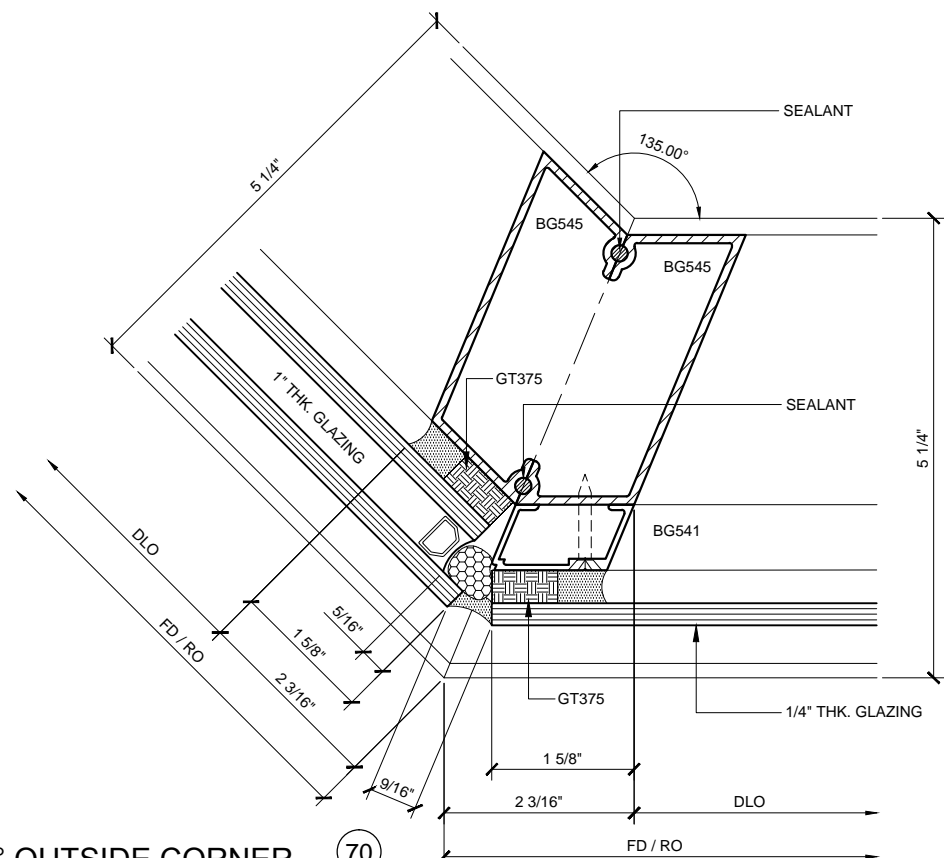 SEALANT
135.00°
5 1/4"
BG545
BG545
GT375
1" THK. GLAZING
SEALANT
5 1/4"
BG541
DLO
FD / RO
5/16"
1 5/8"
2 3/16"
9/16"
GT375
1/4" THK. GLAZING
1 5/8"
2 3/16"
DLO
FD / RO
° OUTSIDE CORNER
70